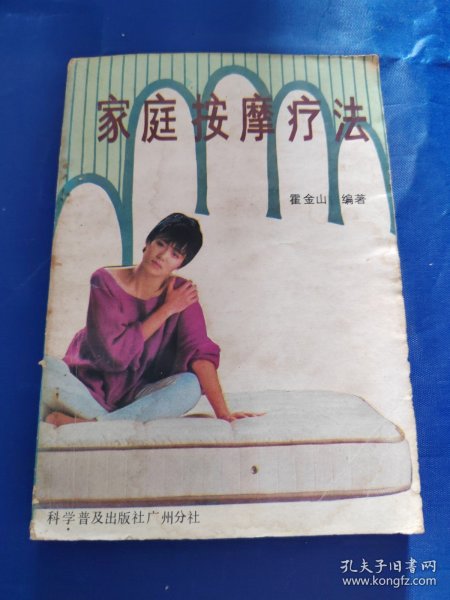 家庭按摩疗法
霍金山 编著
科学普及出版社广州分社
孔夫子旧书网
www.kongfz.com